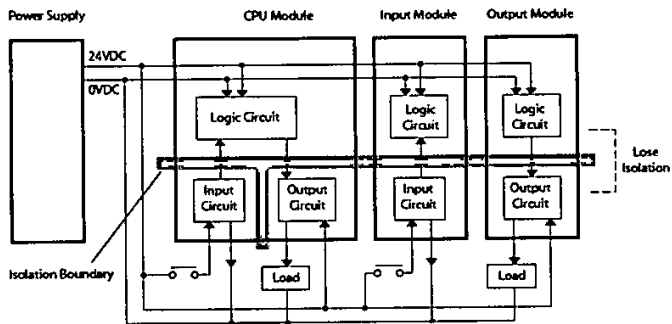 Power Supply
CPU Module
Input Module
Output Module
24VDC
0VDC
Logic Circuit
Logic
Circuit
Logic
Circuit
Lose
Isolation
Input
Circuit
Output
Circuit
Input
Circuit
Output
Circuit
Isolation Boundary
Load
Load